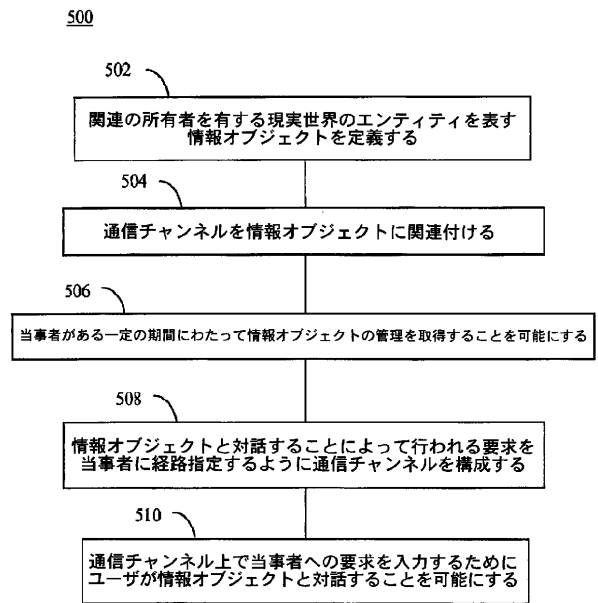 500
502
関連の所有者を有する現実世界のエンティティを表す
情報オブジェクトを定義する
504
通信チャンネルを情報オブジェクトに関連付ける
506
当事者がある一定の期間にわたって情報オブジェクトの管理を取得することを可能にする
508
情報オブジェクトと対話することによって行われる要求を
当事者に経路指定するように通信チャンネルを構成する
510
通信チャンネル上で当事者への要求を入力するために
ユーザが情報オブジェクトと対話することを可能にする